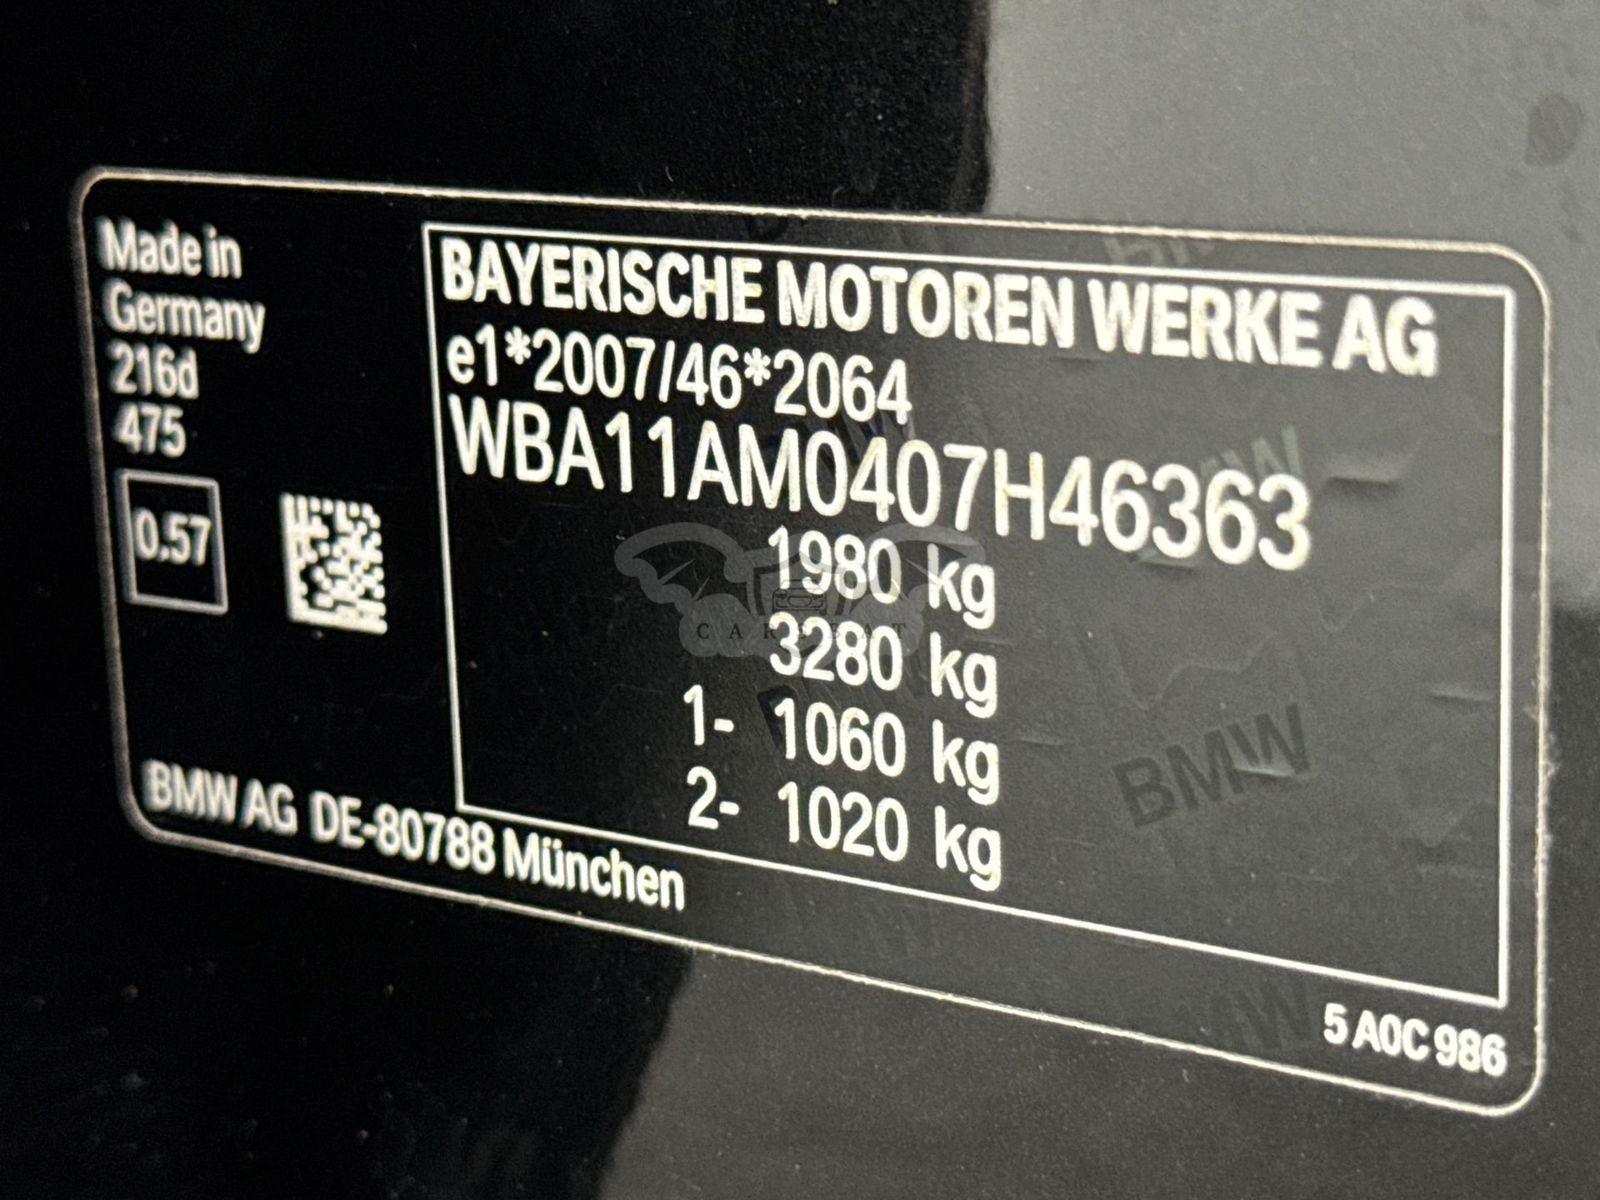 Made in
Germany
216d
475
0.57
BAYERISCHE MOTOREN WERKE AG
e1*2007/46*2064
WBA11AM0407H46363
1980 kg
3280 kg
1- 1060 kg
2- 1020 kg
BMW AG DE-80788 München
5 A0C 986
BMW